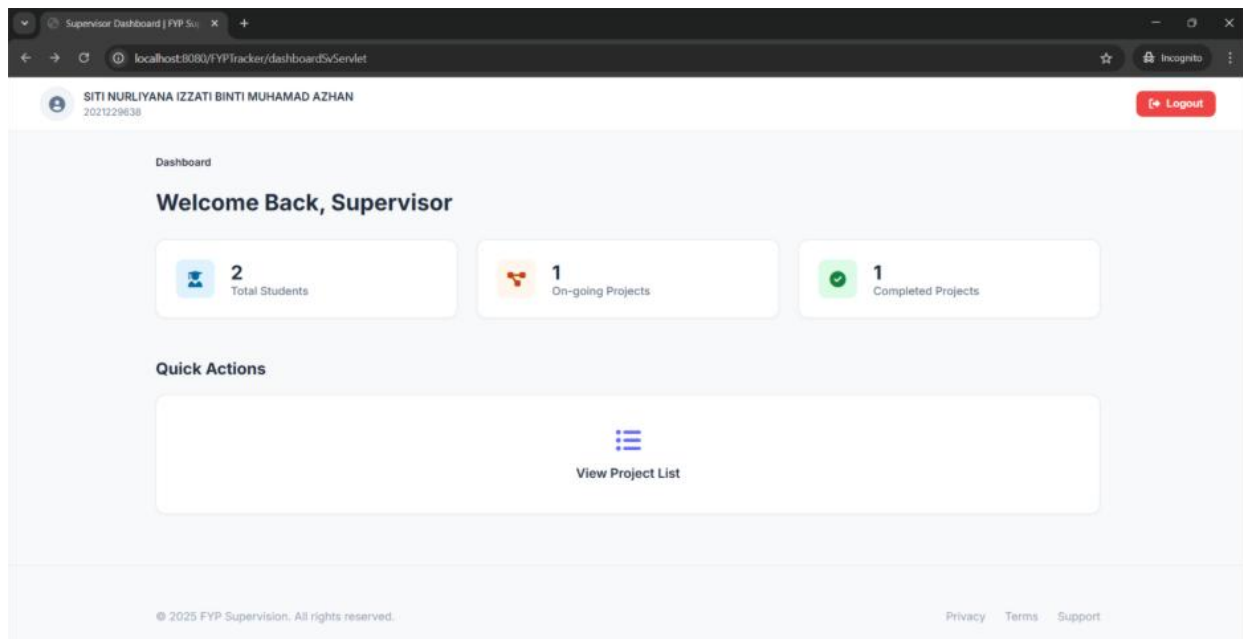 Supervisor Dashboard | FYP Su
localhost:8080/FYPTracker/dashboardSvServlet
Incognito
SITI NURLIYANA IZZATI BINTI MUHAMAD AZHAN
2021229638
Logout
Dashboard
Welcome Back, Supervisor
2
Total Students
1
On-going Projects
1
Completed Projects
Quick Actions
View Project List
© 2025 FYP Supervision. All rights reserved.
Privacy Terms Support